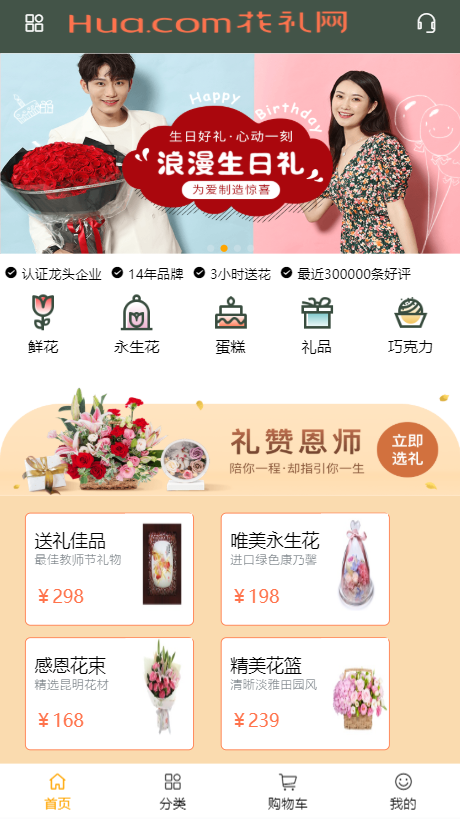 Hua.com花礼网
Happy Birthday
生日好礼·心动一刻
浪漫生日礼
为爱制造惊喜
认证龙头企业 14年品牌 3小时送花 最近300000条好评
鲜花 永生花 蛋糕 礼品 巧克力
礼赞恩师
陪你一程·却指引你一生
立即
选礼
送礼佳品
最佳教师节礼物
¥298
唯美永生花
进口绿色康乃馨
¥198
感恩花束
精选昆明花材
¥168
精美花篮
清晰淡雅田园风
¥239
首页 分类 购物车 我的